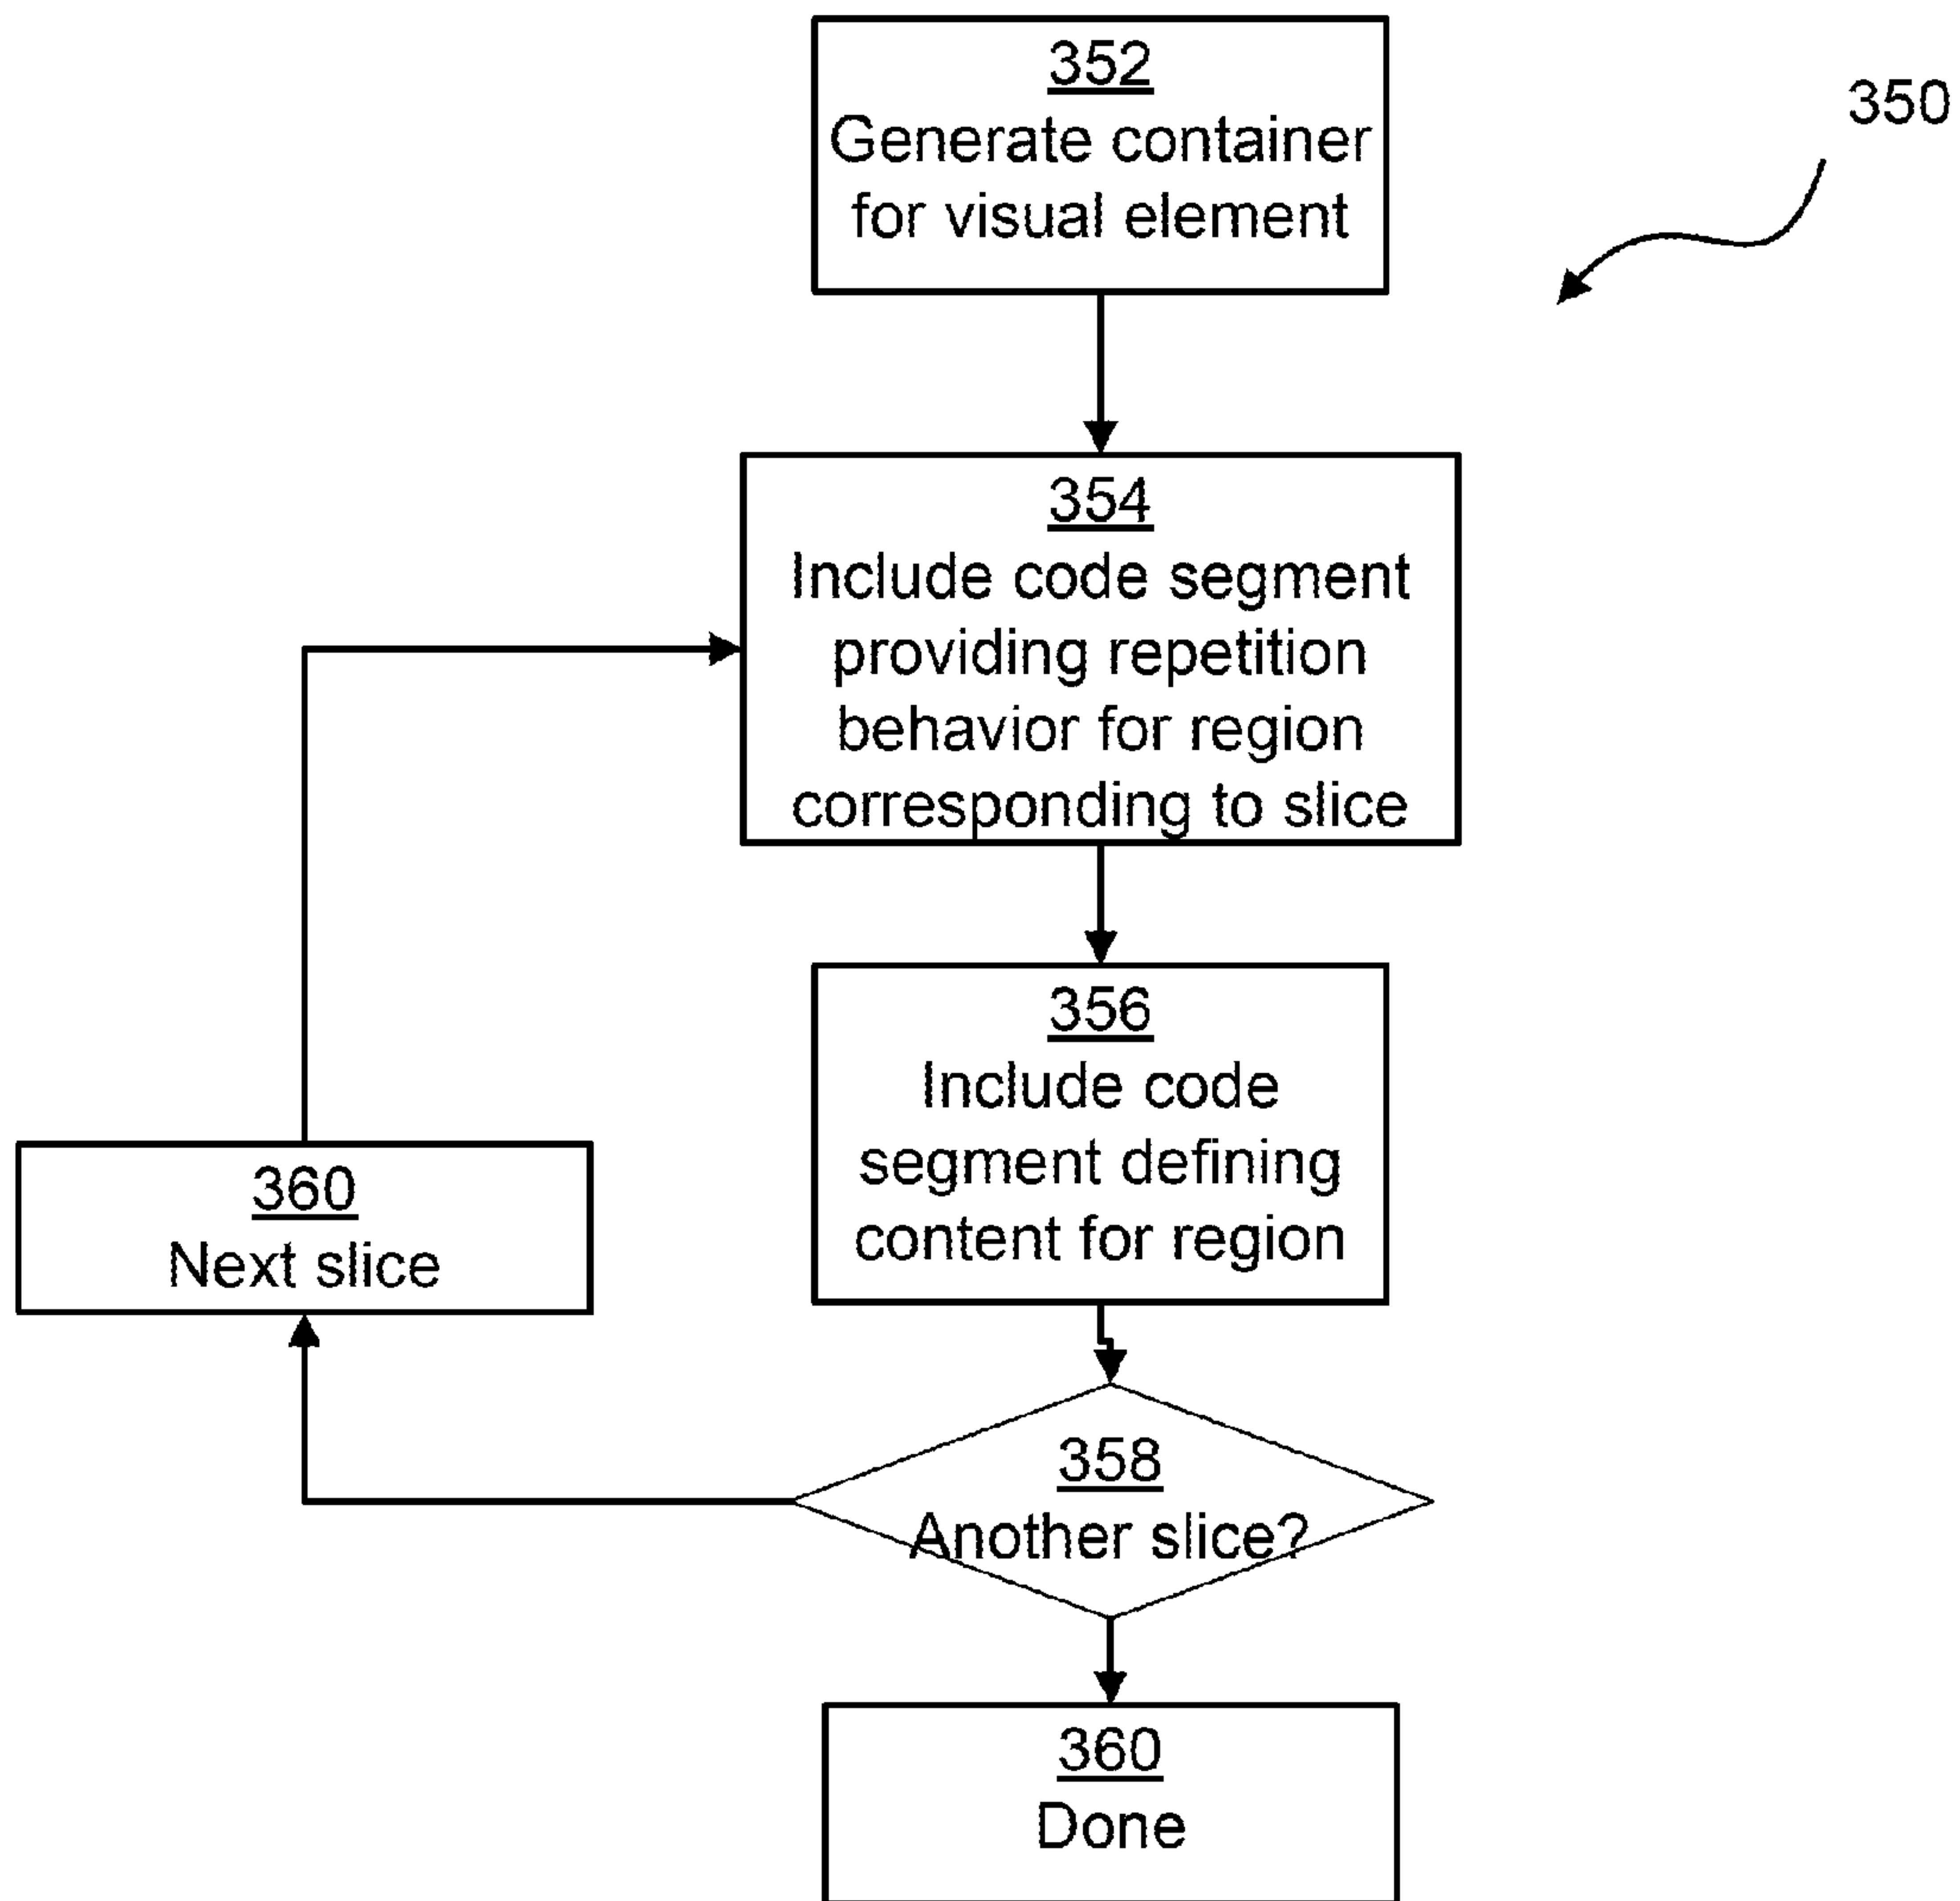 352
Generate container
for visual element
350
354
Include code segment
providing repetition
behavior for region
corresponding to slice
356
Include code
segment defining
content for region
360
Next slice
358
Another slice?
360
Done